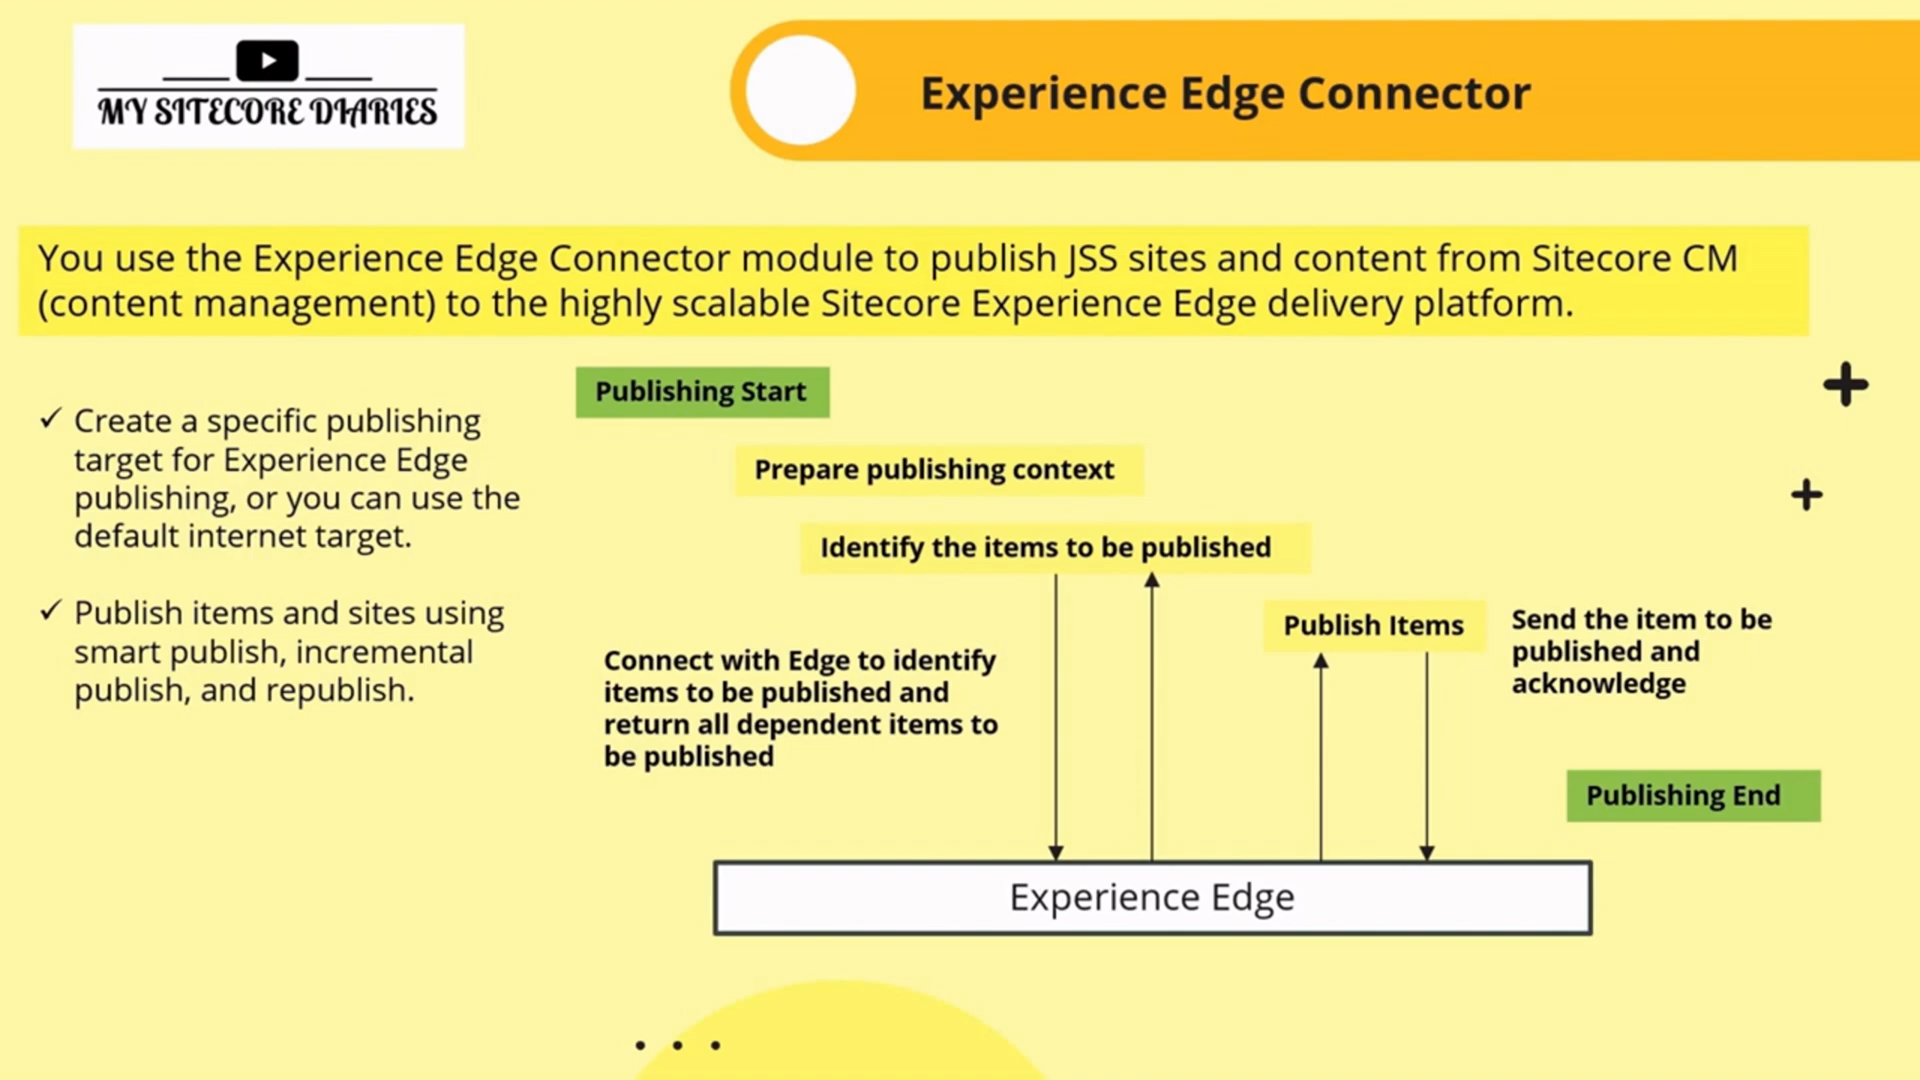 MY SITECORE DIARIES
Experience Edge Connector
You use the Experience Edge Connector module to publish JSS sites and content from Sitecore CM
(content management) to the highly scalable Sitecore Experience Edge delivery platform.
✓ Create a specific publishing
target for Experience Edge
publishing, or you can use the
default internet target.
✓ Publish items and sites using
smart publish, incremental
publish, and republish.
Publishing Start
Prepare publishing context
Identify the items to be published
Connect with Edge to identify
items to be published and
return all dependent items to
be published
Publish Items
Send the item to be
published and
acknowledge
Publishing End
Experience Edge